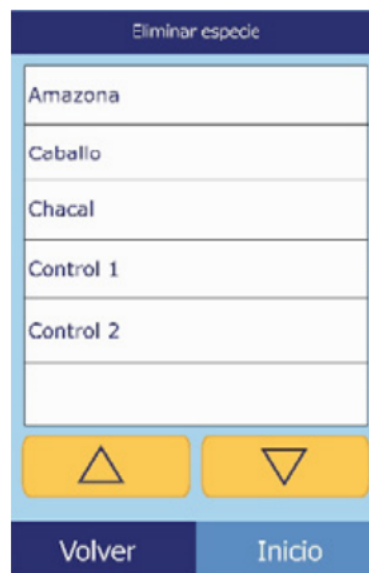 Eliminar especie
Amazona
Caballo
Chacal
Control 1
Control 2
Volver Inicio